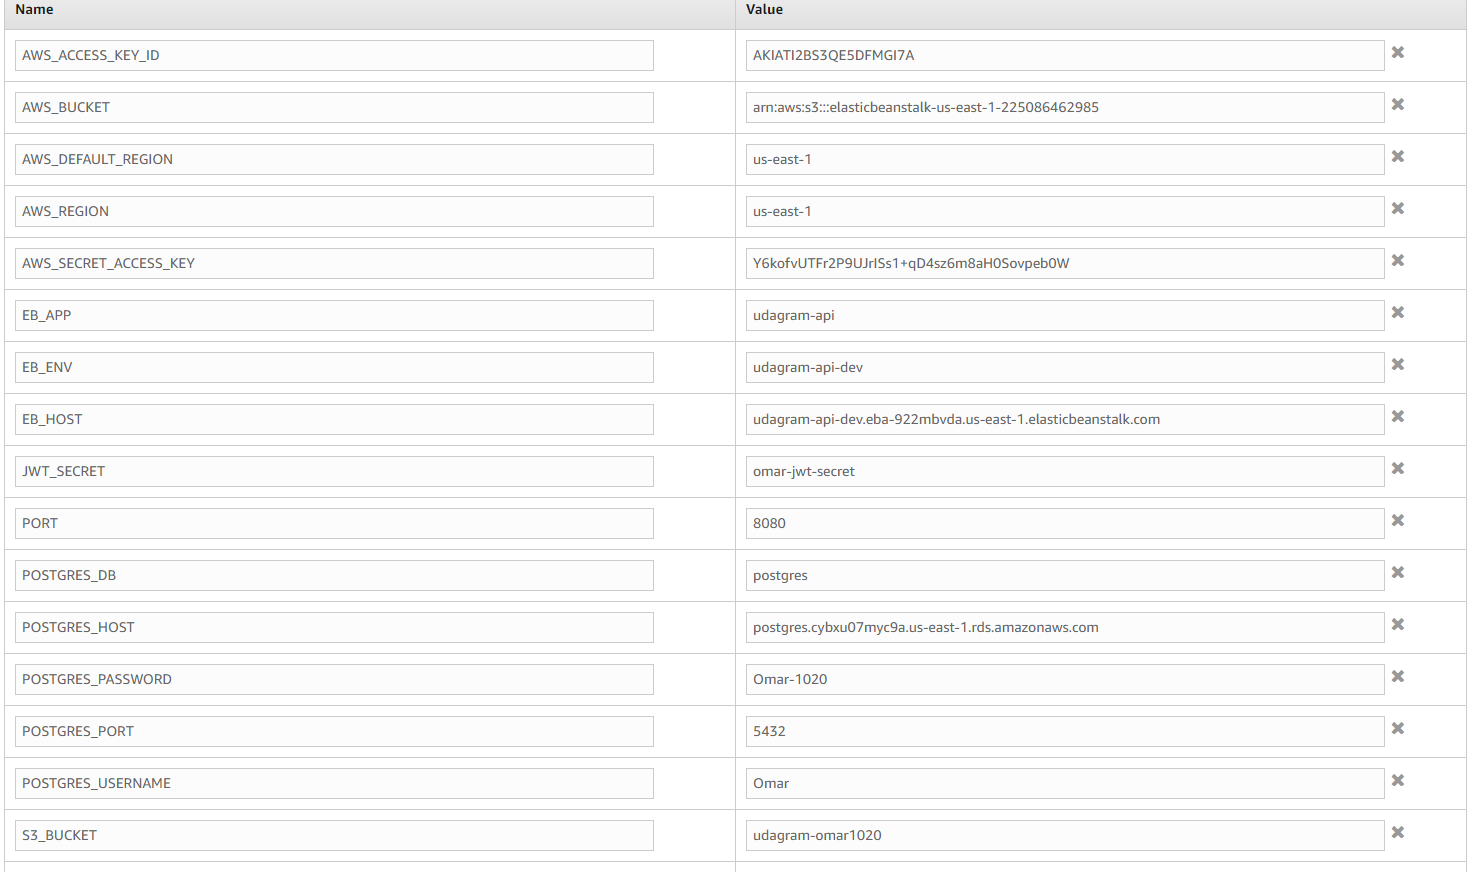 Name Value
AWS_ACCESS_KEY_ID AKIATI2BS3QE5DFMGI7A
AWS_BUCKET arn:aws:s3:::elasticbeanstalk-us-east-1-225086462985
AWS_DEFAULT_REGION us-east-1
AWS_REGION us-east-1
AWS_SECRET_ACCESS_KEY Y6kofvUTFr2P9UJrISs1+qD4sz6m8aH0Sovpeb0W
EB_APP udagram-api
EB_ENV udagram-api-dev
EB_HOST udagram-api-dev.eba-922mbvda.us-east-1.elasticbeanstalk.com
JWT_SECRET omar-jwt-secret
PORT 8080
POSTGRES_DB postgres
POSTGRES_HOST postgres.cybxu07myc9a.us-east-1.rds.amazonaws.com
POSTGRES_PASSWORD Omar-1020
POSTGRES_PORT 5432
POSTGRES_USERNAME Omar
S3_BUCKET udagram-omar1020